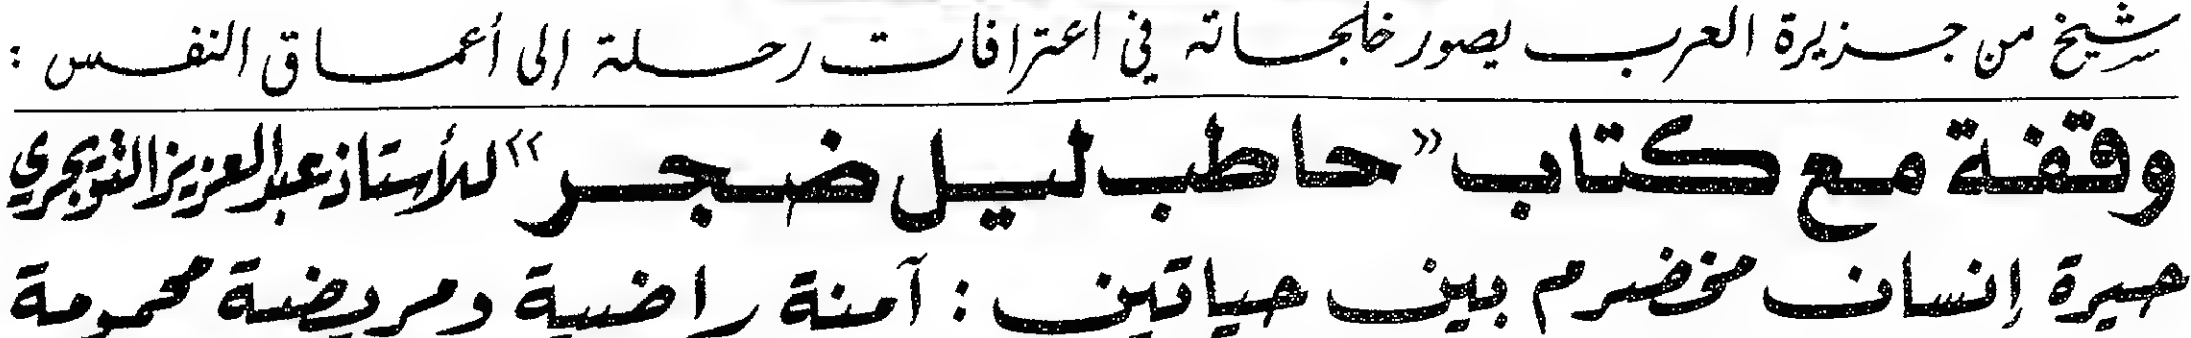 شيخ من جزيرة العرب يصور خلجاته في اعترافات رحلة إلى أعماق النفس :
وقفة مع كتاب « حاطب ليل ضجر » للأستاذ عبدالعزيز التويجري
حيرة إنسان مخضرم بين حياتين : آمنة راضية ومريضة محمومة